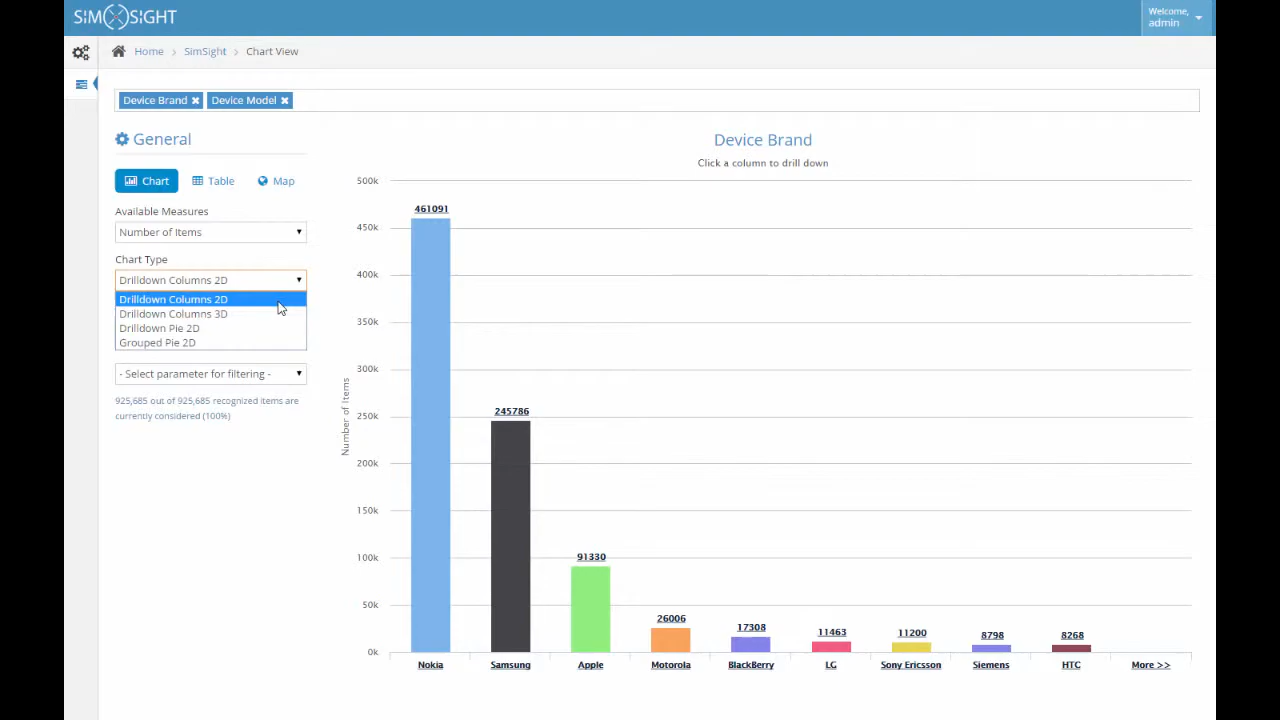 SIMSIGHT
Welcome,
admin
Home > SimSight > Chart View
Device Brand × Device Model ×
General
Chart Table Map
Available Measures
Number of Items
Chart Type
Drilldown Columns 2D
Drilldown Columns 2D
Drilldown Columns 3D
Drilldown Pie 2D
Grouped Pie 2D
- Select parameter for filtering -
925,685 out of 925,685 recognized items are
currently considered (100%)
Device Brand
Click a column to drill down
Number of Items
500k
450k
400k
350k
300k
250k
200k
150k
100k
50k
0k
461091
245786
91330
26006
17308
11463
11200
8798
8268
Nokia Samsung Apple Motorola BlackBerry LG Sony Ericsson Siemens HTC More >>